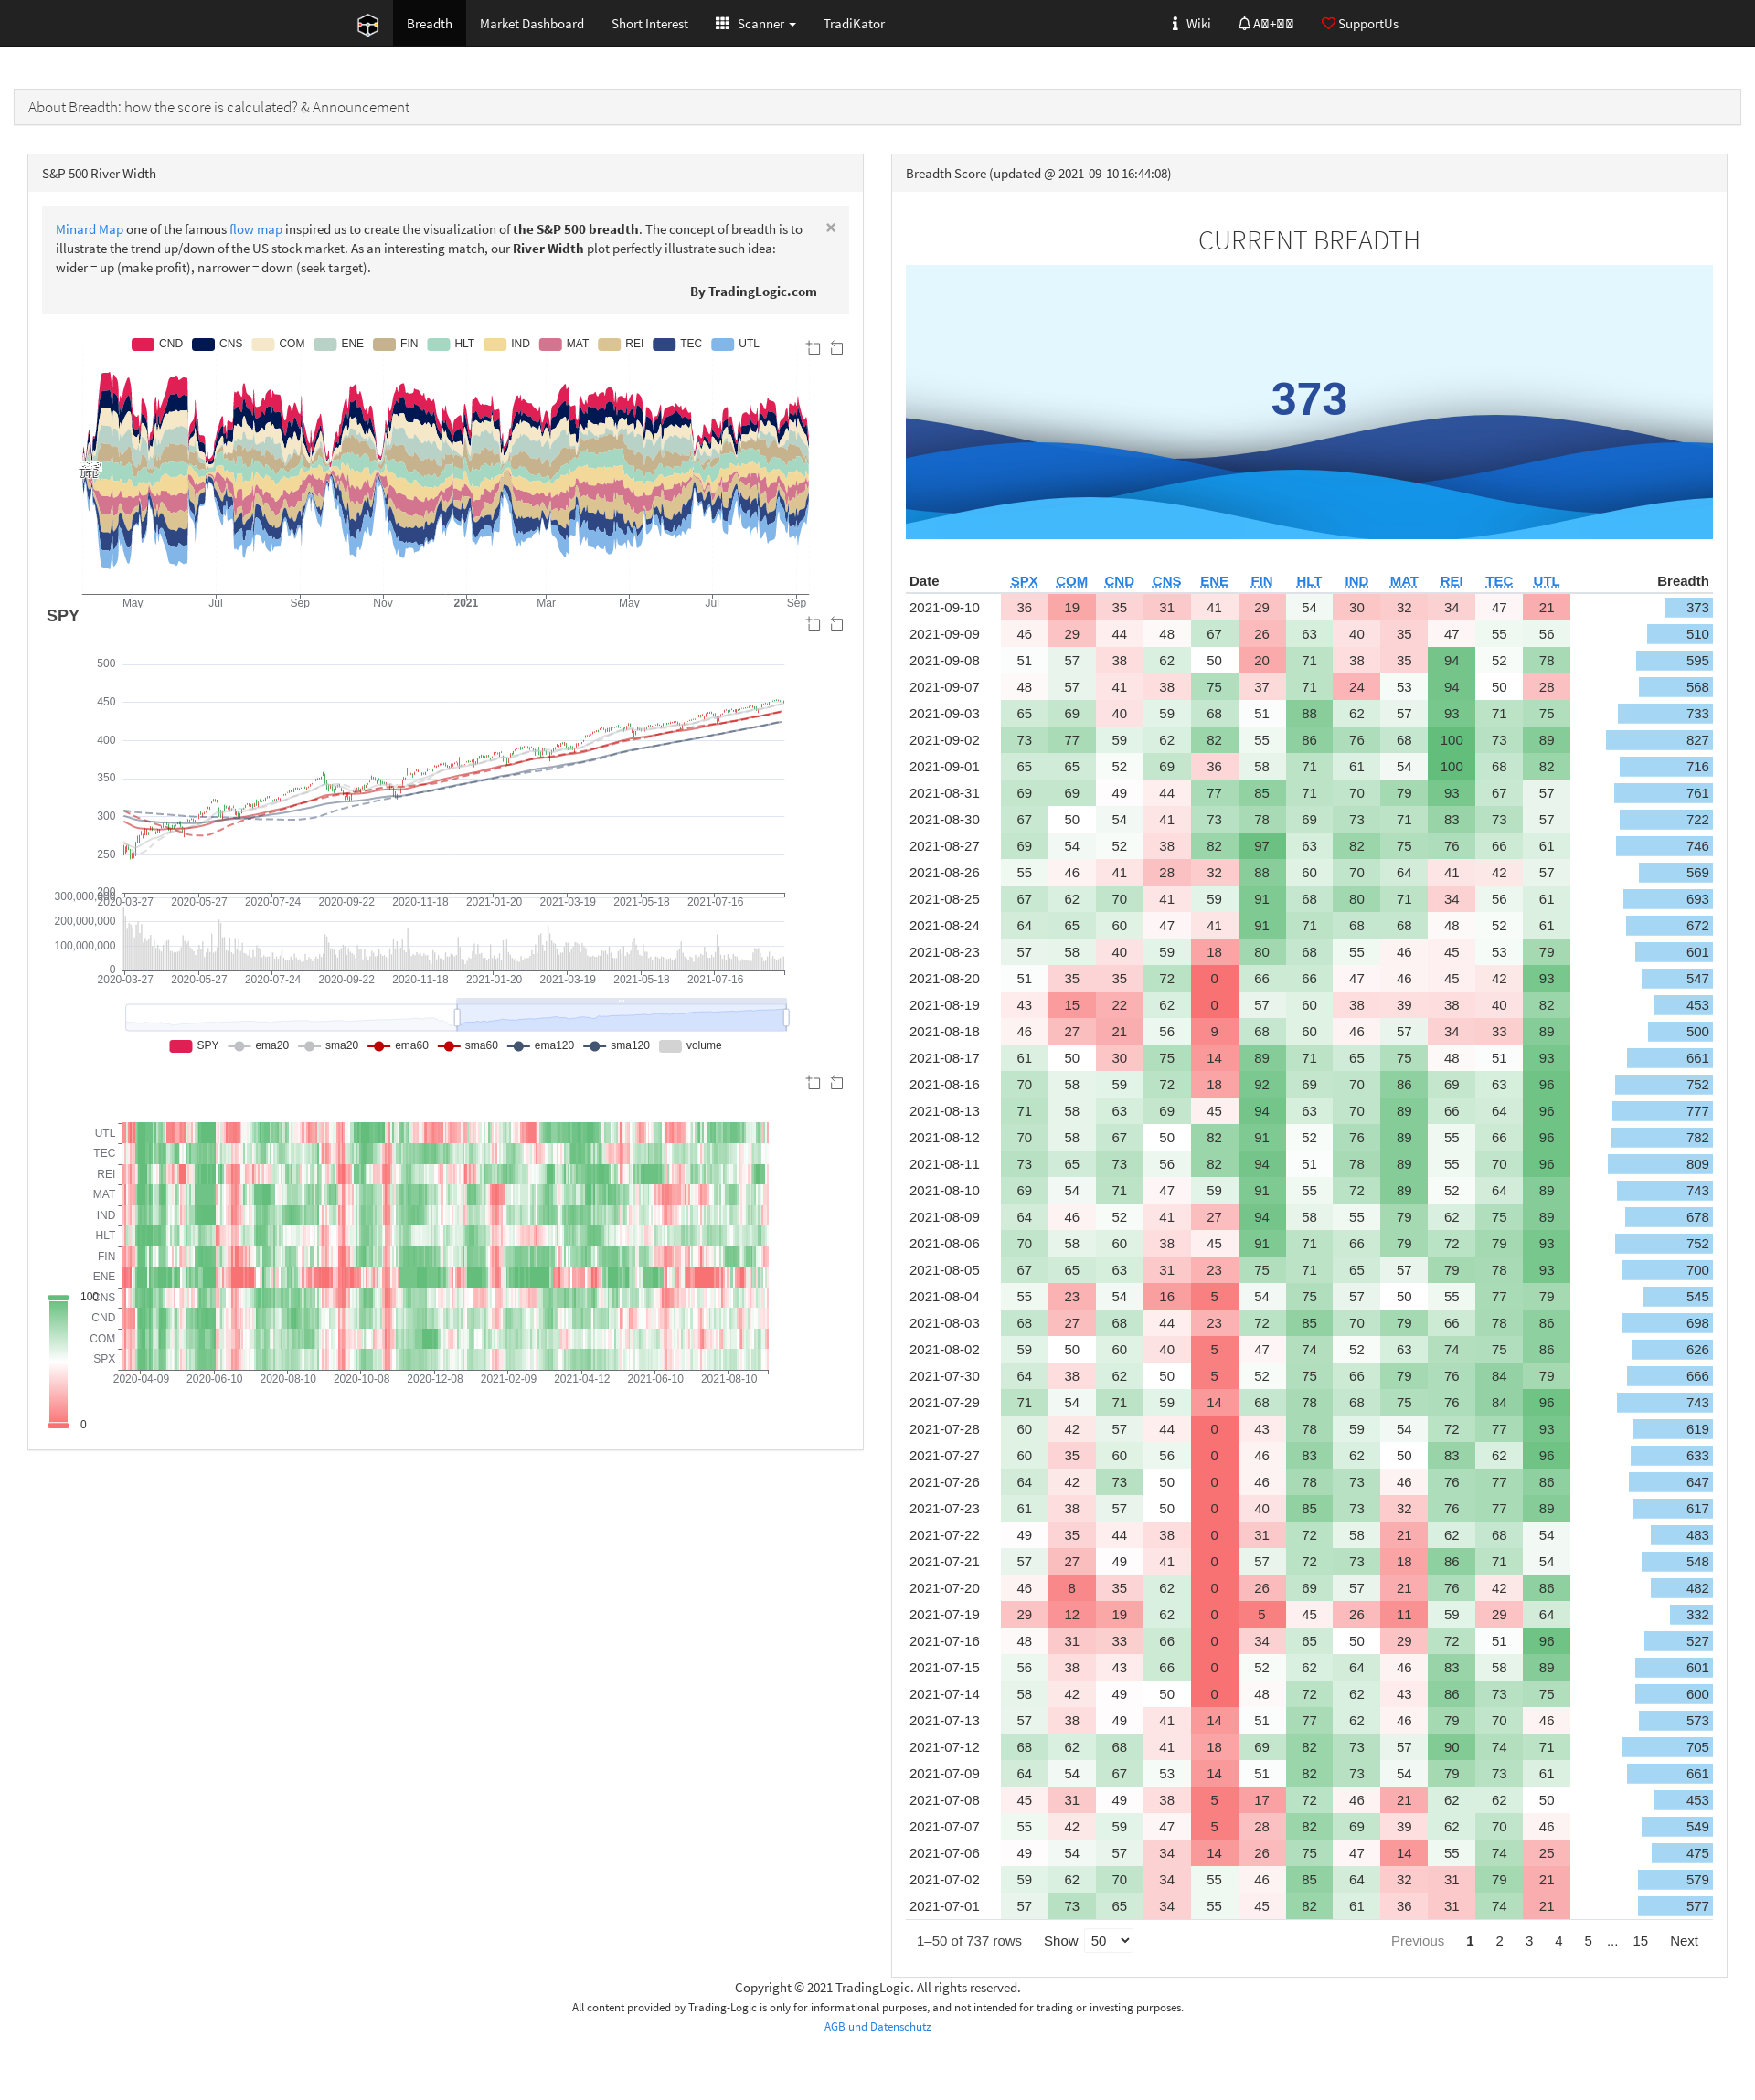 Breadth
Market Dashboard
Short Interest
Scanner
TradiKator
Wiki
SupportUs
About Breadth: how the score is calculated? & Announcement
S&P 500 River Width
Minard Map one of the famous flow map inspired us to create the visualization of the S&P 500 breadth. The concept of breadth is to
illustrate the trend up/down of the US stock market. As an interesting match, our River Width plot perfectly illustrate such idea:
wider = up (make profit), narrower = down (seek target).
By TradingLogic.com
×
CND CNS COM ENE FIN HLT IND MAT REI TEC UTL
UTL
May Jul Sep Nov 2021 Mar May Jul Sep
SPY
500
450
400
350
300
250
200
2020-03-27 2020-05-27 2020-07-24 2020-09-22 2020-11-18 2021-01-20 2021-03-19 2021-05-18 2021-07-16
300,000,000
200,000,000
100,000,000
0
2020-03-27 2020-05-27 2020-07-24 2020-09-22 2020-11-18 2021-01-20 2021-03-19 2021-05-18 2021-07-16
SPY ema20 sma20 ema60 sma60 ema120 sma120 volume
UTL
TEC
REI
MAT
IND
HLT
FIN
ENE
CNS
CND
COM
SPX
2020-04-09 2020-06-10 2020-08-10 2020-10-08 2020-12-08 2021-02-09 2021-04-12 2021-06-10 2021-08-10
100
0
Breadth Score (updated @ 2021-09-10 16:44:08)
CURRENT BREADTH
373
Date SPX COM CND CNS ENE FIN HLT IND MAT REI TEC UTL Breadth
2021-09-10 36 19 35 31 41 29 54 30 32 34 47 21 373
2021-09-09 46 29 44 48 67 26 63 40 35 47 55 56 510
2021-09-08 51 57 38 62 50 20 71 38 35 94 52 78 595
2021-09-07 48 57 41 38 75 37 71 24 53 94 50 28 568
2021-09-03 65 69 40 59 68 51 88 62 57 93 71 75 733
2021-09-02 73 77 59 62 82 55 86 76 68 100 73 89 827
2021-09-01 65 65 52 69 36 58 71 61 54 100 68 82 716
2021-08-31 69 69 49 44 77 85 71 70 79 93 67 57 761
2021-08-30 67 50 54 41 73 78 69 73 71 83 73 57 722
2021-08-27 69 54 52 38 82 97 63 82 75 76 66 61 746
2021-08-26 55 46 41 28 32 88 60 70 64 41 42 57 569
2021-08-25 67 62 70 41 59 91 68 80 71 34 56 61 693
2021-08-24 64 65 60 47 41 91 71 68 68 48 52 61 672
2021-08-23 57 58 40 59 18 80 68 55 46 45 53 79 601
2021-08-20 51 35 35 72 0 66 66 47 46 45 42 93 547
2021-08-19 43 15 22 62 0 57 60 38 39 38 40 82 453
2021-08-18 46 27 21 56 9 68 60 46 57 34 33 89 500
2021-08-17 61 50 30 75 14 89 71 65 75 48 51 93 661
2021-08-16 70 58 59 72 18 92 69 70 86 69 63 96 752
2021-08-13 71 58 63 69 45 94 63 70 89 66 64 96 777
2021-08-12 70 58 67 50 82 91 52 76 89 55 66 96 782
2021-08-11 73 65 73 56 82 94 51 78 89 55 70 96 809
2021-08-10 69 54 71 47 59 91 55 72 89 52 64 89 743
2021-08-09 64 46 52 41 27 94 58 55 79 62 75 89 678
2021-08-06 70 58 60 38 45 91 71 66 79 72 79 93 752
2021-08-05 67 65 63 31 23 75 71 65 57 79 78 93 700
2021-08-04 55 23 54 16 5 54 75 57 50 55 77 79 545
2021-08-03 68 27 68 44 23 72 85 70 79 66 78 86 698
2021-08-02 59 50 60 40 5 47 74 52 63 74 75 86 626
2021-07-30 64 38 62 50 5 52 75 66 79 76 84 79 666
2021-07-29 71 54 71 59 14 68 78 68 75 76 84 96 743
2021-07-28 60 42 57 44 0 43 78 59 54 72 77 93 619
2021-07-27 60 35 60 56 0 46 83 62 50 83 62 96 633
2021-07-26 64 42 73 50 0 46 78 73 46 76 77 86 647
2021-07-23 61 38 57 50 0 40 85 73 32 76 77 89 617
2021-07-22 49 35 44 38 0 31 72 58 21 62 68 54 483
2021-07-21 57 27 49 41 0 57 72 73 18 86 71 54 548
2021-07-20 46 8 35 62 0 26 69 57 21 76 42 86 482
2021-07-19 29 12 19 62 0 5 45 26 11 59 29 64 332
2021-07-16 48 31 33 66 0 34 65 50 29 72 51 96 527
2021-07-15 56 38 43 66 0 52 62 64 46 83 58 89 601
2021-07-14 58 42 49 50 0 48 72 62 43 86 73 75 600
2021-07-13 57 38 49 41 14 51 77 62 46 79 70 46 573
2021-07-12 68 62 68 41 18 69 82 73 57 90 74 71 705
2021-07-09 64 54 67 53 14 51 82 73 54 79 73 61 661
2021-07-08 45 31 49 38 5 17 72 46 21 62 62 50 453
2021-07-07 55 42 59 47 5 28 82 69 39 62 70 46 549
2021-07-06 49 54 57 34 14 26 75 47 14 55 74 25 475
2021-07-02 59 62 70 34 55 46 85 64 32 31 79 21 579
2021-07-01 57 73 65 34 55 45 82 61 36 31 74 21 577
1–50 of 737 rows Show 50 Previous 1 2 3 4 5 ... 15 Next
Copyright © 2021 TradingLogic. All rights reserved.
All content provided by Trading-Logic is only for informational purposes, and not intended for trading or investing purposes.
AGB und Datenschutz